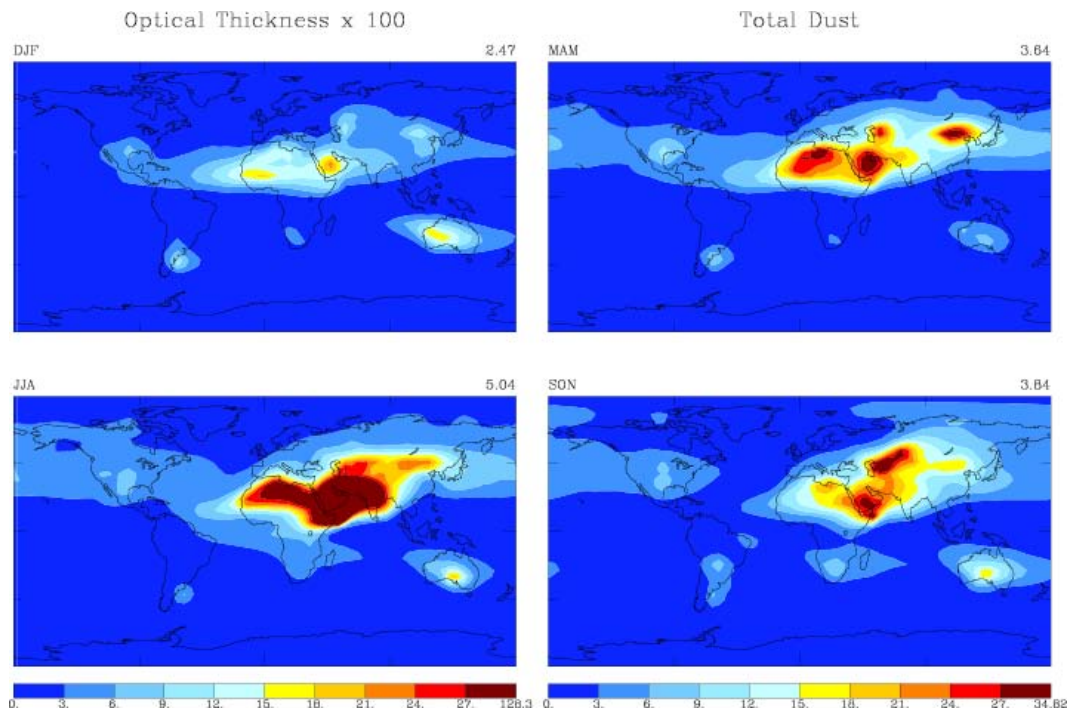 Optical Thickness x 100
Total Dust
DJF 2.47
MAM 3.64
JJA 5.04
SON 3.84
0. 3. 6. 9. 12. 15. 18. 21. 24. 27. 128.3
0. 3. 6. 9. 12. 15. 18. 21. 24. 27. 34.82